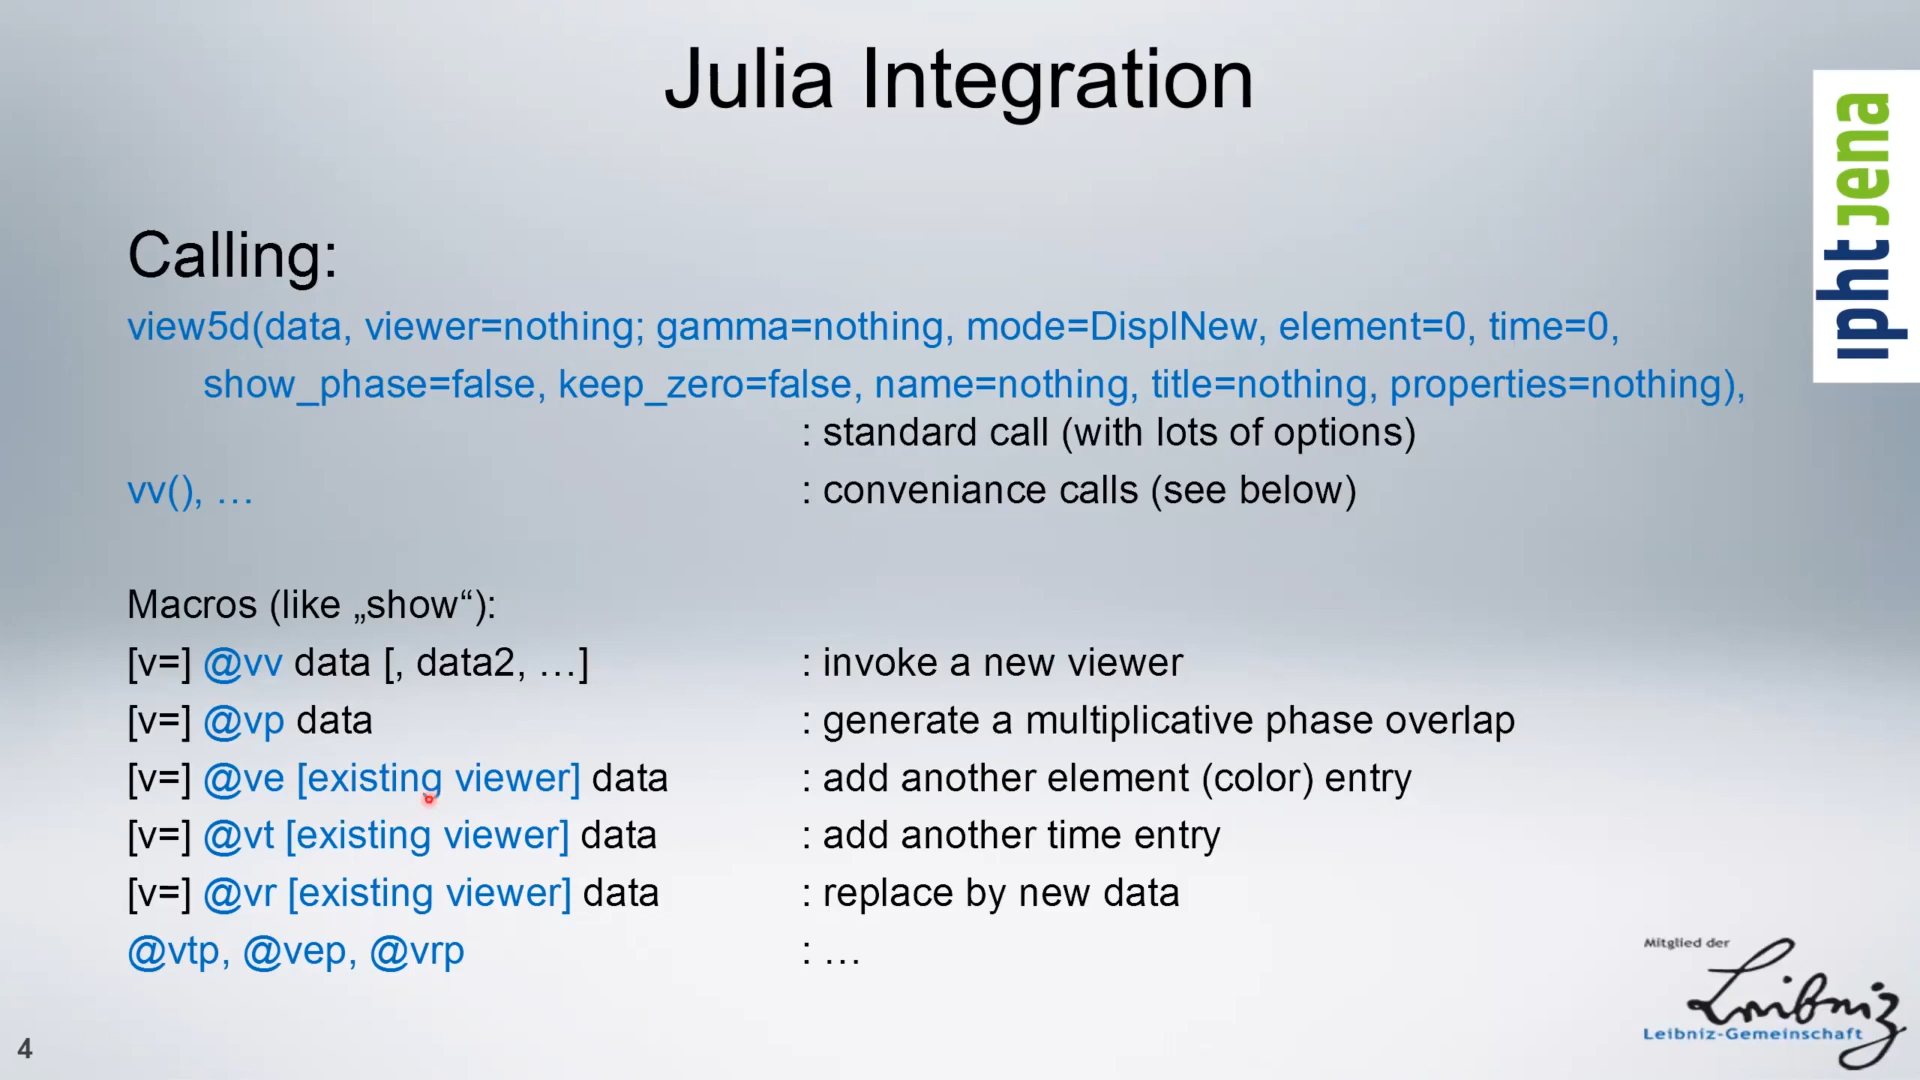 Julia Integration
ipht jena
Calling:
view5d(data, viewer=nothing; gamma=nothing, mode=DisplNew, element=0, time=0,
show_phase=false, keep_zero=false, name=nothing, title=nothing, properties=nothing),
: standard call (with lots of options)
vv(), … : conveniance calls (see below)
Macros (like „show“):
[v=] @vv data [, data2, …] : invoke a new viewer
[v=] @vp data : generate a multiplicative phase overlap
[v=] @ve [existing viewer] data : add another element (color) entry
[v=] @vt [existing viewer] data : add another time entry
[v=] @vr [existing viewer] data : replace by new data
@vtp, @vep, @vrp : …
Mitglied der
Leibniz
Leibniz-Gemeinschaft
4